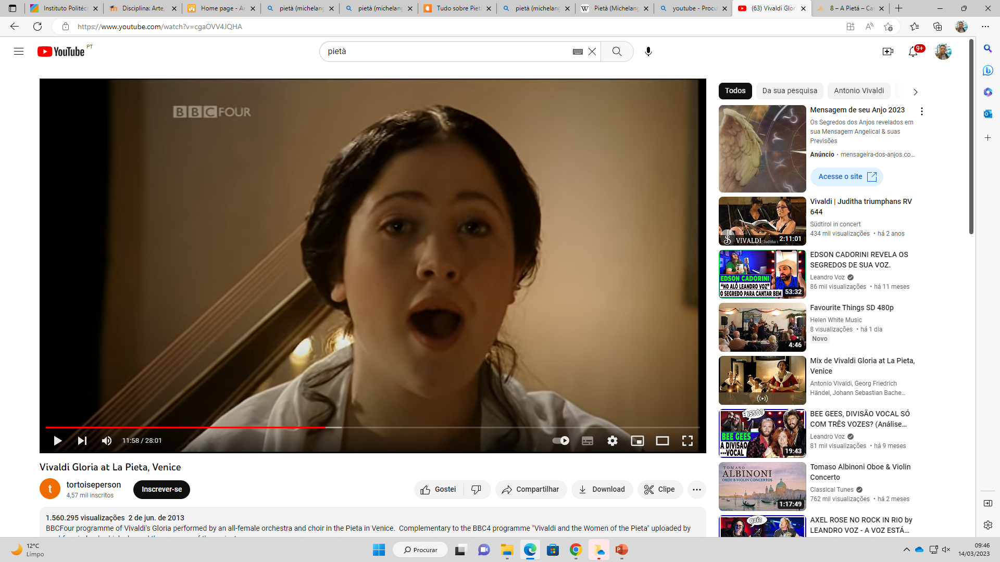 Instituto Politéc
Disciplina: Arte,
Home page - Ar
pietà (michelang
pietà (michelang
Tudo sobre Piet
pietà (michelang
Pietà (Michelang
youtube - Procu
(63) Vivaldi Glor
8 – A Pietá – Ca
https://www.youtube.com/watch?v=cgaOVV4JQHA
YouTube PT
pietà
9+
BBC FOUR
11:58 / 28:01
Vivaldi Gloria at La Pieta, Venice
t
tortoiseperson
4,57 mil inscritos
Inscrever-se
Gostei
Compartilhar
Download
Clipe
1.560.295 visualizações 2 de jun. de 2013
BBCFour programme of Vivaldi's Gloria performed by an all-female orchestra and choir in the Pieta in Venice. Complementary to the BBC4 programme "Vivaldi and the Women of the Pieta" uploaded by
Todos
Da sua pesquisa
Antonio Vivaldi
Mensagem de seu Anjo 2023
Os Segredos dos Anjos revelados em
sua Mensagem Angelical & suas
Previsões
Anúncio · mensageira-dos-anjos.co...
Acesse o site
VIVALDI Juditha t
2:11:01
Vivaldi | Juditha triumphans RV
644
Südtirol in concert
434 mil visualizações • há 2 anos
EDSON CADORINI
“NO ALÔ LEANDRO VOZ”
O SEGREDO PARA CANTAR BEM
53:32
EDSON CADORINI REVELA OS
SEGREDOS DE SUA VOZ.
Leandro Voz
86 mil visualizações • há 11 meses
4:46
Favourite Things SD 480p
Helen White Music
8 visualizações • há 1 dia
Novo
Mix de Vivaldi Gloria at La Pieta,
Venice
Antonio Vivaldi, Georg Friedrich
Händel, Johann Sebastian Bache...
É ISSO?
BEE GEES
A DIVISÃO
...VOCAL
19:43
BEE GEES, DIVISÃO VOCAL SÓ
COM TRÊS VOZES? (Análise...
Leandro Voz
81 mil visualizações • há 9 meses
TOMASO
ALBINONI
OBOE & VIOLIN CONCERTOS
1:17:49
Tomaso Albinoni Oboe & Violin
Concerto
Classical Tunes
762 mil visualizações • há 2 meses
QUÊ?
AXEL ROSE NO ROCK IN RIO by
LEANDRO VOZ - A VOZ ESTÁ...
12°C
Limpo
Procurar
09:46
14/03/2023